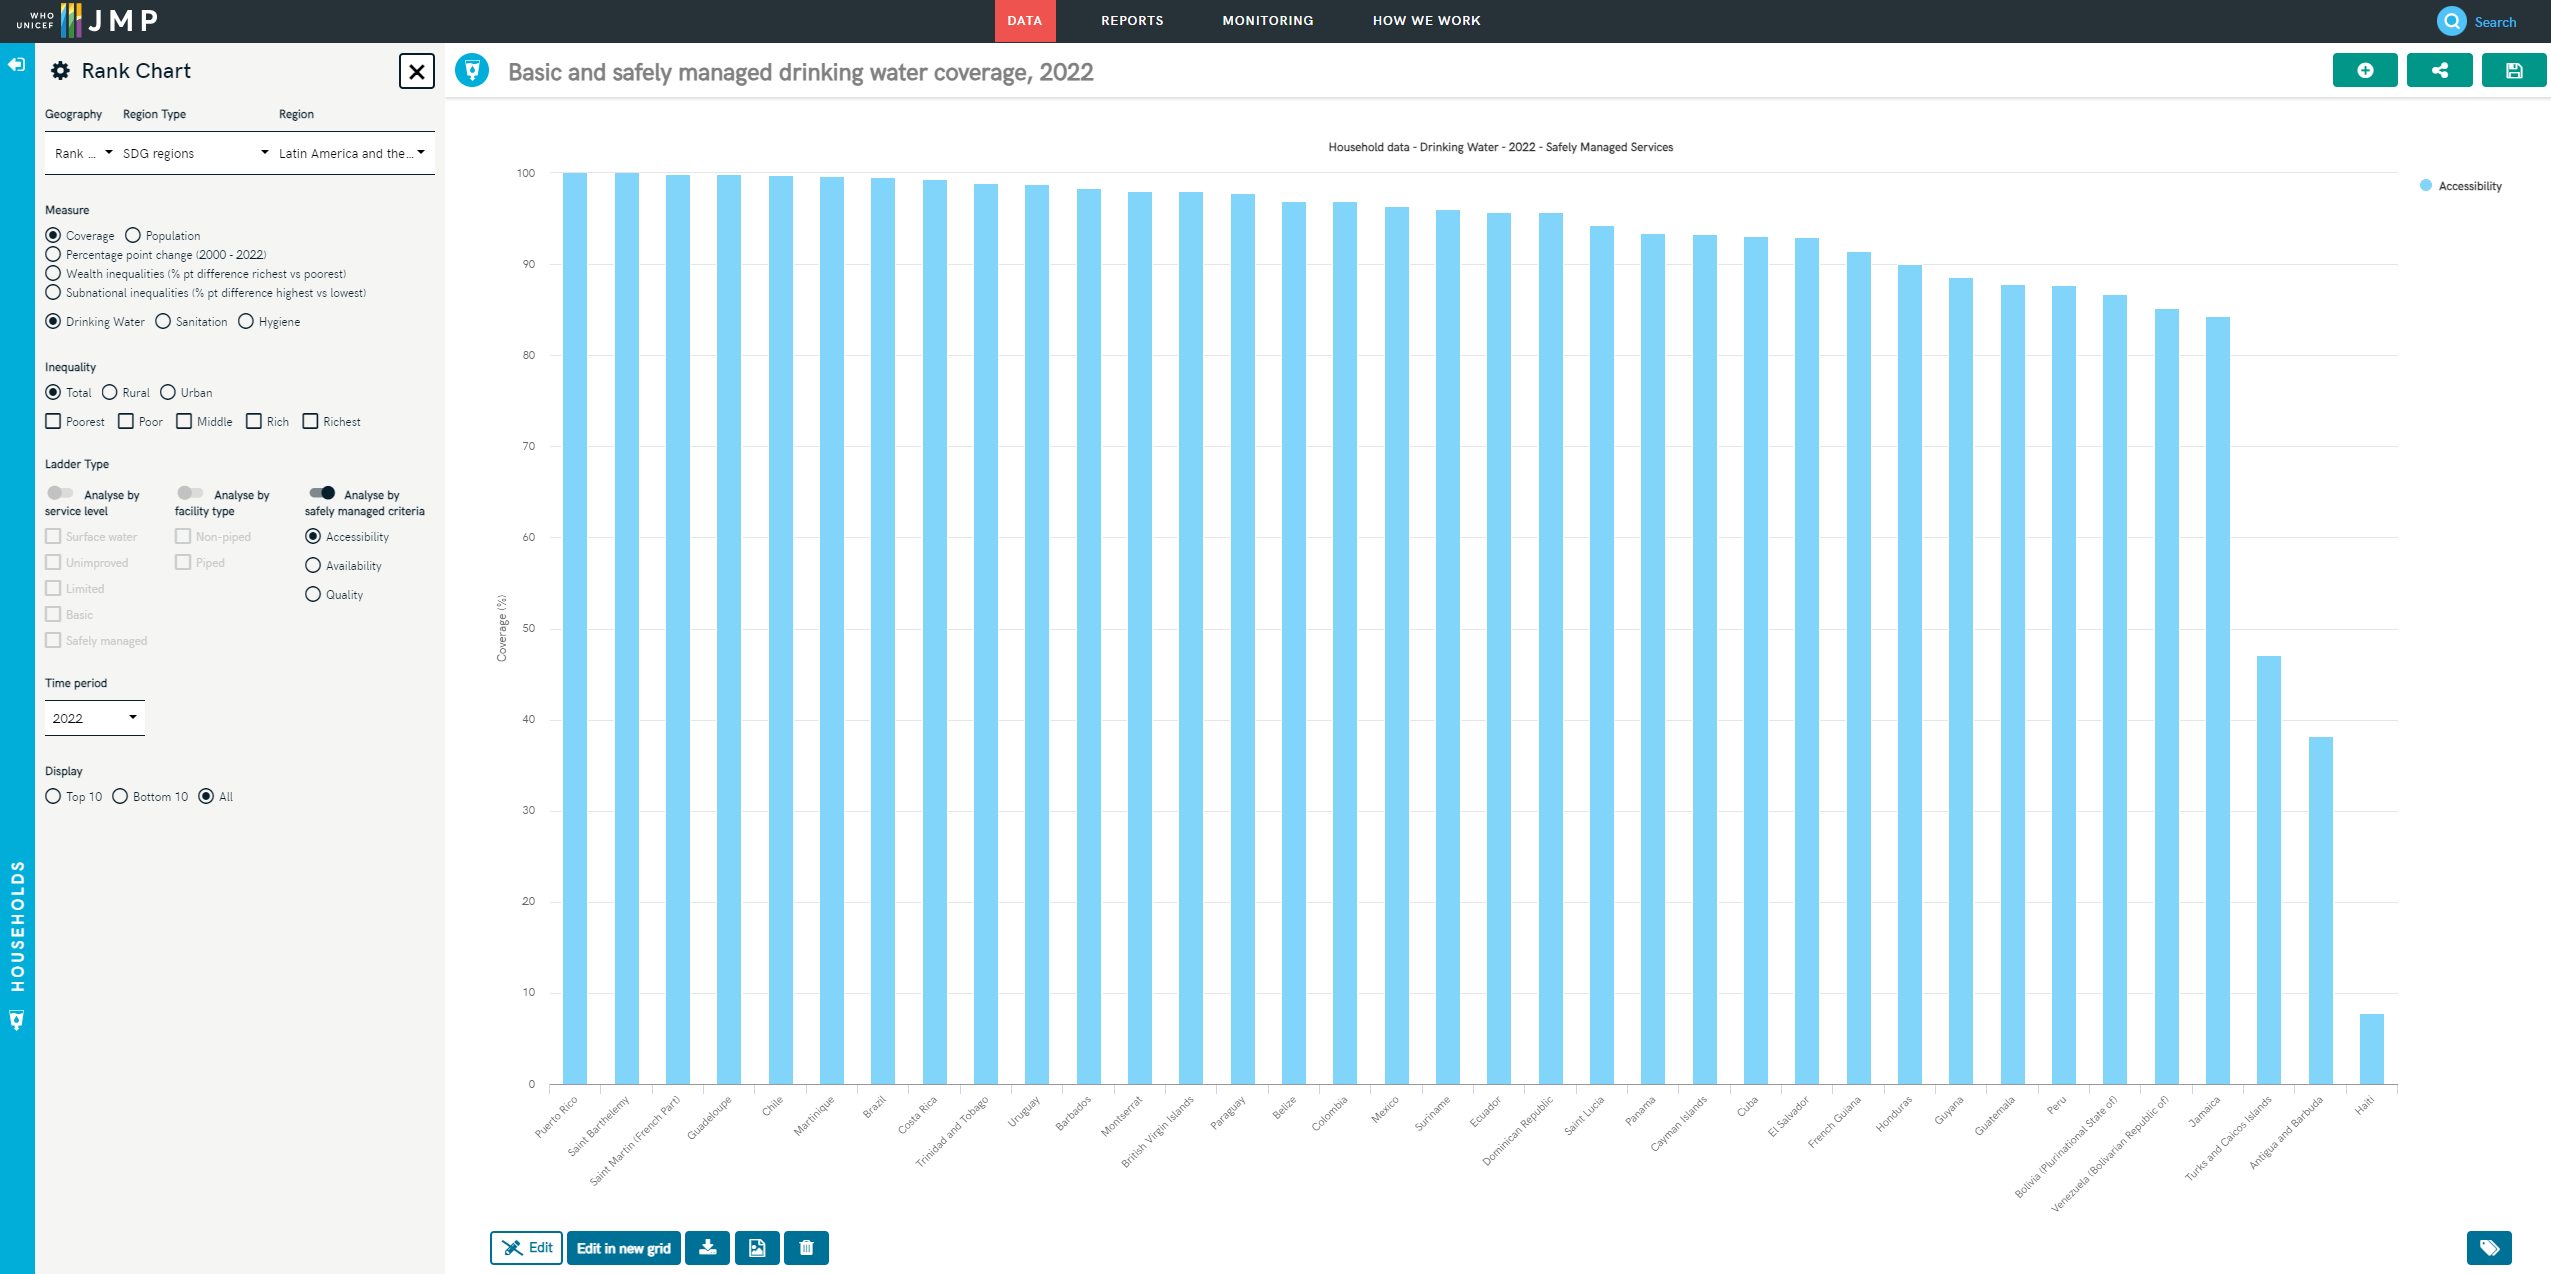 WHO
UNICEF
JMP
DATA
REPORTS
MONITORING
HOW WE WORK
Search
Rank Chart
Basic and safely managed drinking water coverage, 2022
Geography Region Type Region
Rank ... SDG regions Latin America and the...
Measure
Coverage Population
Percentage point change (2000 - 2022)
Wealth inequalities (% pt difference richest vs poorest)
Subnational inequalities (% pt difference highest vs lowest)
Drinking Water Sanitation Hygiene
Inequality
Total Rural Urban
Poorest Poor Middle Rich Richest
Ladder Type
Analyse by service level
Surface water
Unimproved
Limited
Basic
Safely managed
Analyse by facility type
Non-piped
Piped
Analyse by safely managed criteria
Accessibility
Availability
Quality
Time period
2022
Display
Top 10 Bottom 10 All
HOUSEHOLDS
Household data - Drinking Water - 2022 - Safely Managed Services
Accessibility
Coverage (%)
100
90
80
70
60
50
40
30
20
10
0
Puerto Rico
Saint Barthelemy
Saint Martin (French Part)
Guadeloupe
Chile
Martinique
Brazil
Costa Rica
Trinidad and Tobago
Uruguay
Barbados
Montserrat
British Virgin Islands
Paraguay
Belize
Colombia
Mexico
Suriname
Ecuador
Dominican Republic
Saint Lucia
Panama
Cayman Islands
Cuba
El Salvador
French Guiana
Honduras
Guyana
Guatemala
Peru
Bolivia (Plurinational State of)
Venezuela (Bolivarian Republic of)
Jamaica
Turks and Caicos Islands
Antigua and Barbuda
Haiti
Edit
Edit in new grid